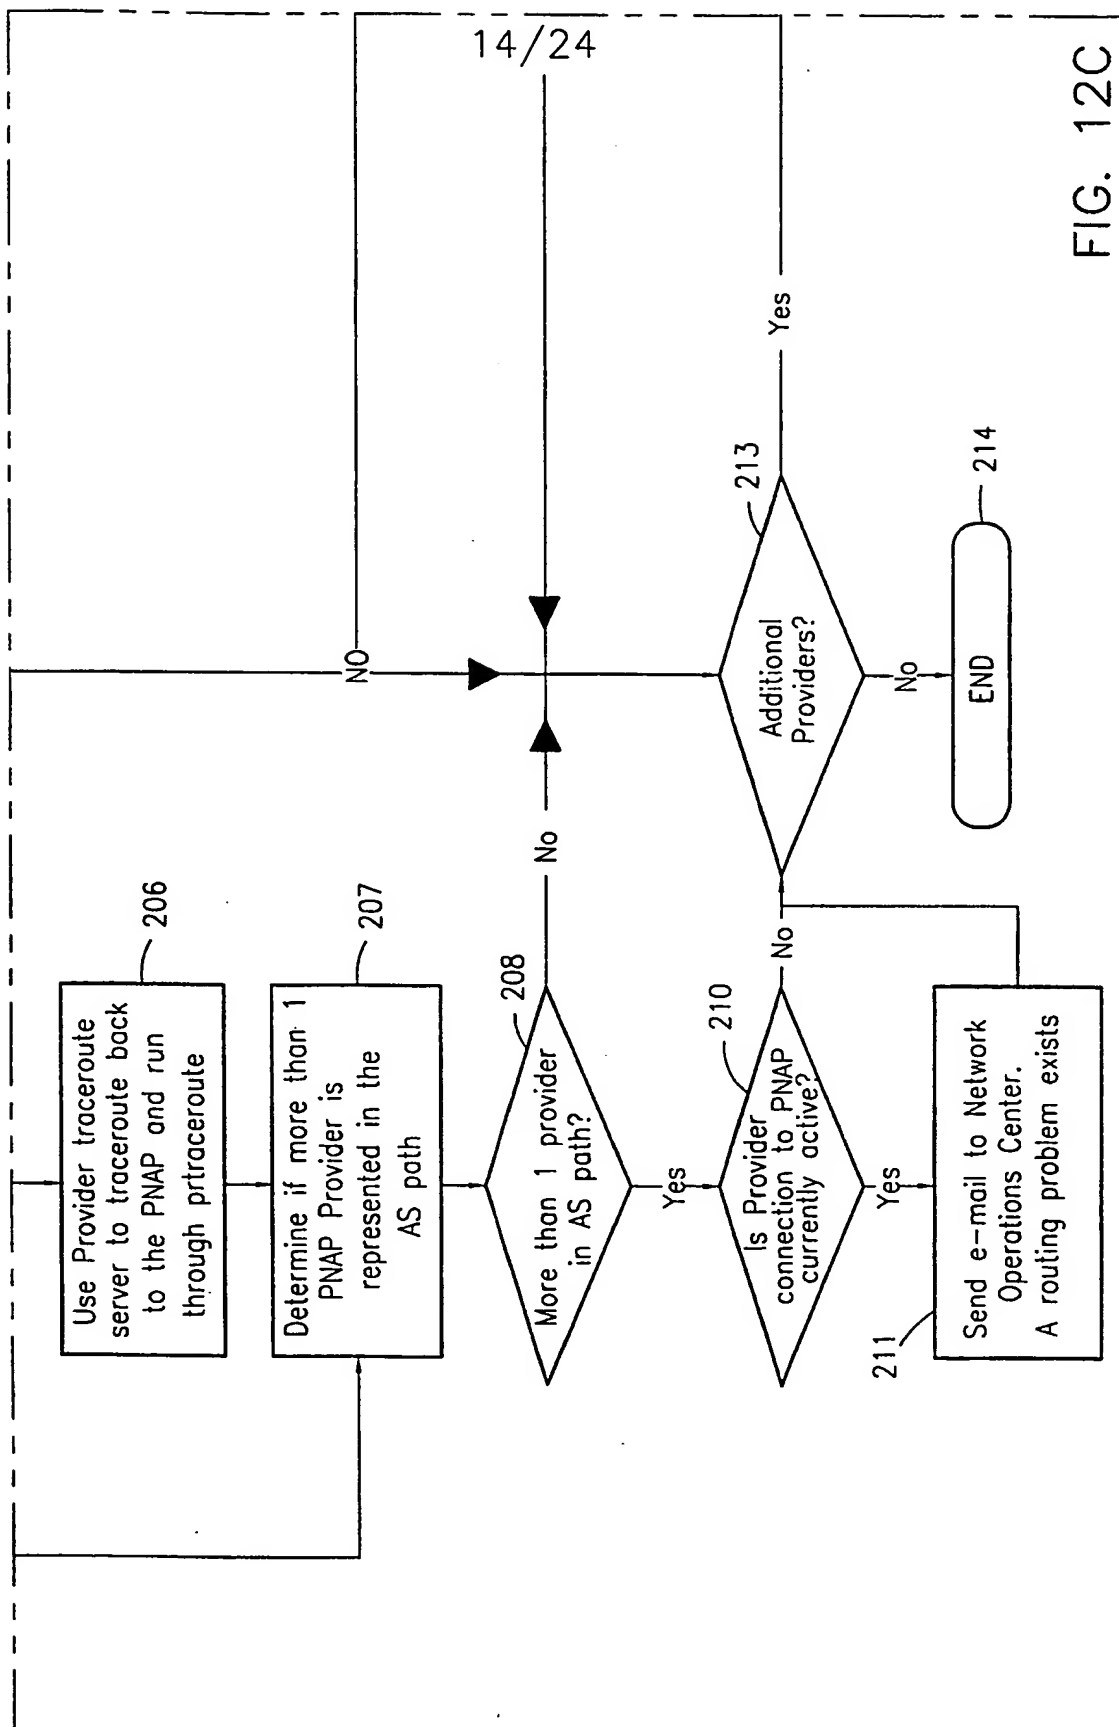 14/24
Use Provider traceroute
server to traceroute back
to the PNAP and run
through prtraceroute
206
Determine if more than 1
PNAP Provider is
represented in the
AS path
207
More than 1 provider
in AS path?
208
No
NO
Yes
Is Provider
connection to PNAP
currently active?
210
No
Additional
Providers?
213
Yes
Yes
No
Send e-mail to Network
Operations Center.
A routing problem exists
211
END
214
FIG. 12C